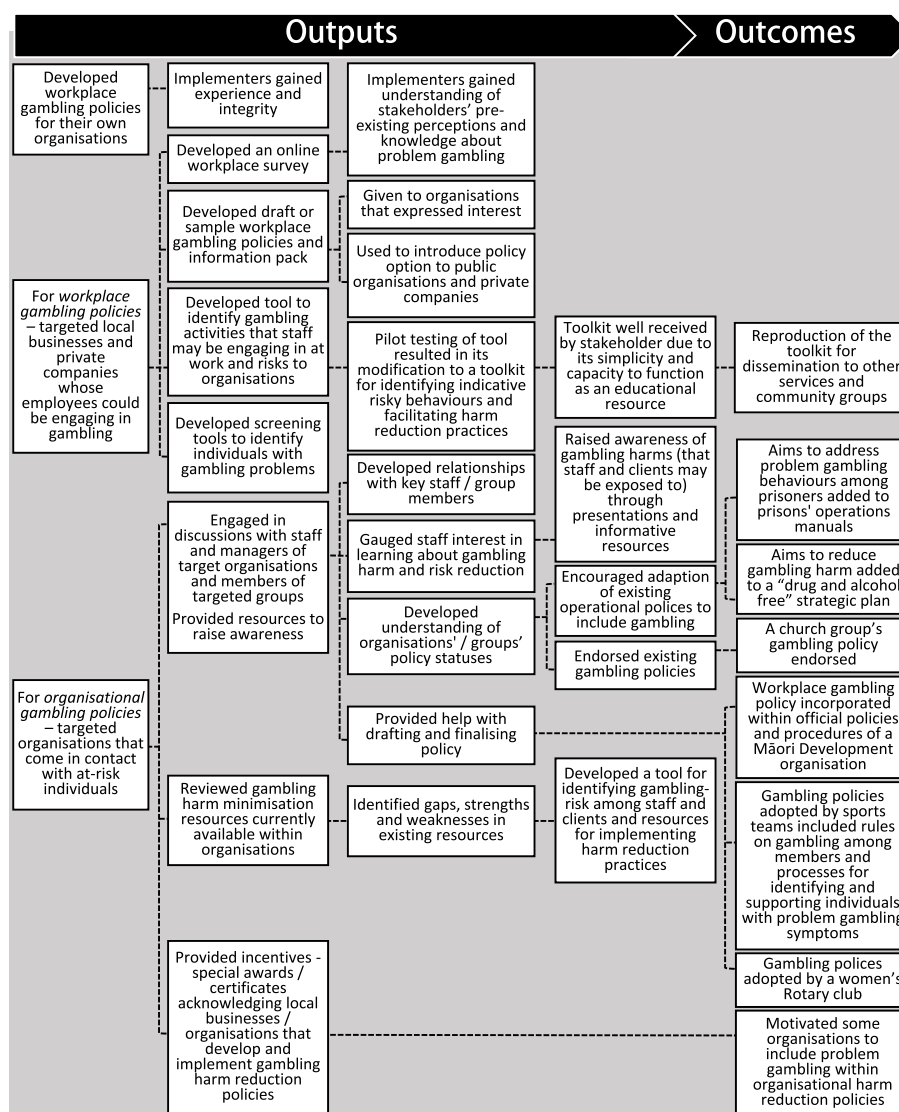 Outputs
Outcomes
Developed
workplace
gambling policies
for their own
organisations
Implementers gained
experience and
integrity
Implementers gained
understanding of
stakeholders' pre-
existing perceptions and
knowledge about
problem gambling
Developed an online
workplace survey
Developed draft or
sample workplace
gambling policies and
information pack
Given to organisations
that expressed interest
Used to introduce policy
option to public
organisations and private
companies
For workplace
gambling policies
– targeted local
businesses and
private
companies
whose
employees could
be engaging in
gambling
Developed tool to
identify gambling
activities that staff
may be engaging in at
work and risks to
organisations
Pilot testing of tool
resulted in its
modification to a toolkit
for identifying indicative
risky behaviours and
facilitating harm
reduction practices
Toolkit well received
by stakeholder due to
its simplicity and
capacity to function
as an educational
resource
Reproduction of the
toolkit for
dissemination to other
services and
community groups
Developed screening
tools to identify
individuals with
gambling problems
Developed relationships
with key staff / group
members
Raised awareness of
gambling harms (that
staff and clients may
be exposed to)
through
presentations and
informative
resources
Aims to address
problem gambling
behaviours among
prisoners added to
prisons' operations
manuals
Engaged in
discussions with staff
and managers of
target organisations
and members of
targeted groups
Provided resources to
raise awareness
Gauged staff interest in
learning about gambling
harm and risk reduction
Encouraged adaption
of existing
operational polices to
include gambling
Aims to reduce
gambling harm added
to a "drug and alcohol
free" strategic plan
Developed
understanding of
organisations' / groups'
policy statuses
Endorsed existing
gambling policies
A church group's
gambling policy
endorsed
For organisational
gambling policies
– targeted
organisations that
come in contact
with at-risk
individuals
Provided help with
drafting and finalising
policy
Workplace gambling
policy incorporated
within official policies
and procedures of a
Māori Development
organisation
Reviewed gambling
harm minimisation
resources currently
available within
organisations
Identified gaps, strengths
and weaknesses in
existing resources
Developed a tool for
identifying gambling-
risk among staff and
clients and resources
for implementing
harm reduction
practices
Gambling policies
adopted by sports
teams included rules
on gambling among
members and
processes for
identifying and
supporting individuals
with problem gambling
symptoms
Gambling polices
adopted by a women's
Rotary club
Provided incentives -
special awards /
certificates
acknowledging local
businesses /
organisations that
develop and
implement gambling
harm reduction
policies
Motivated some
organisations to
include problem
gambling within
organisational harm
reduction policies